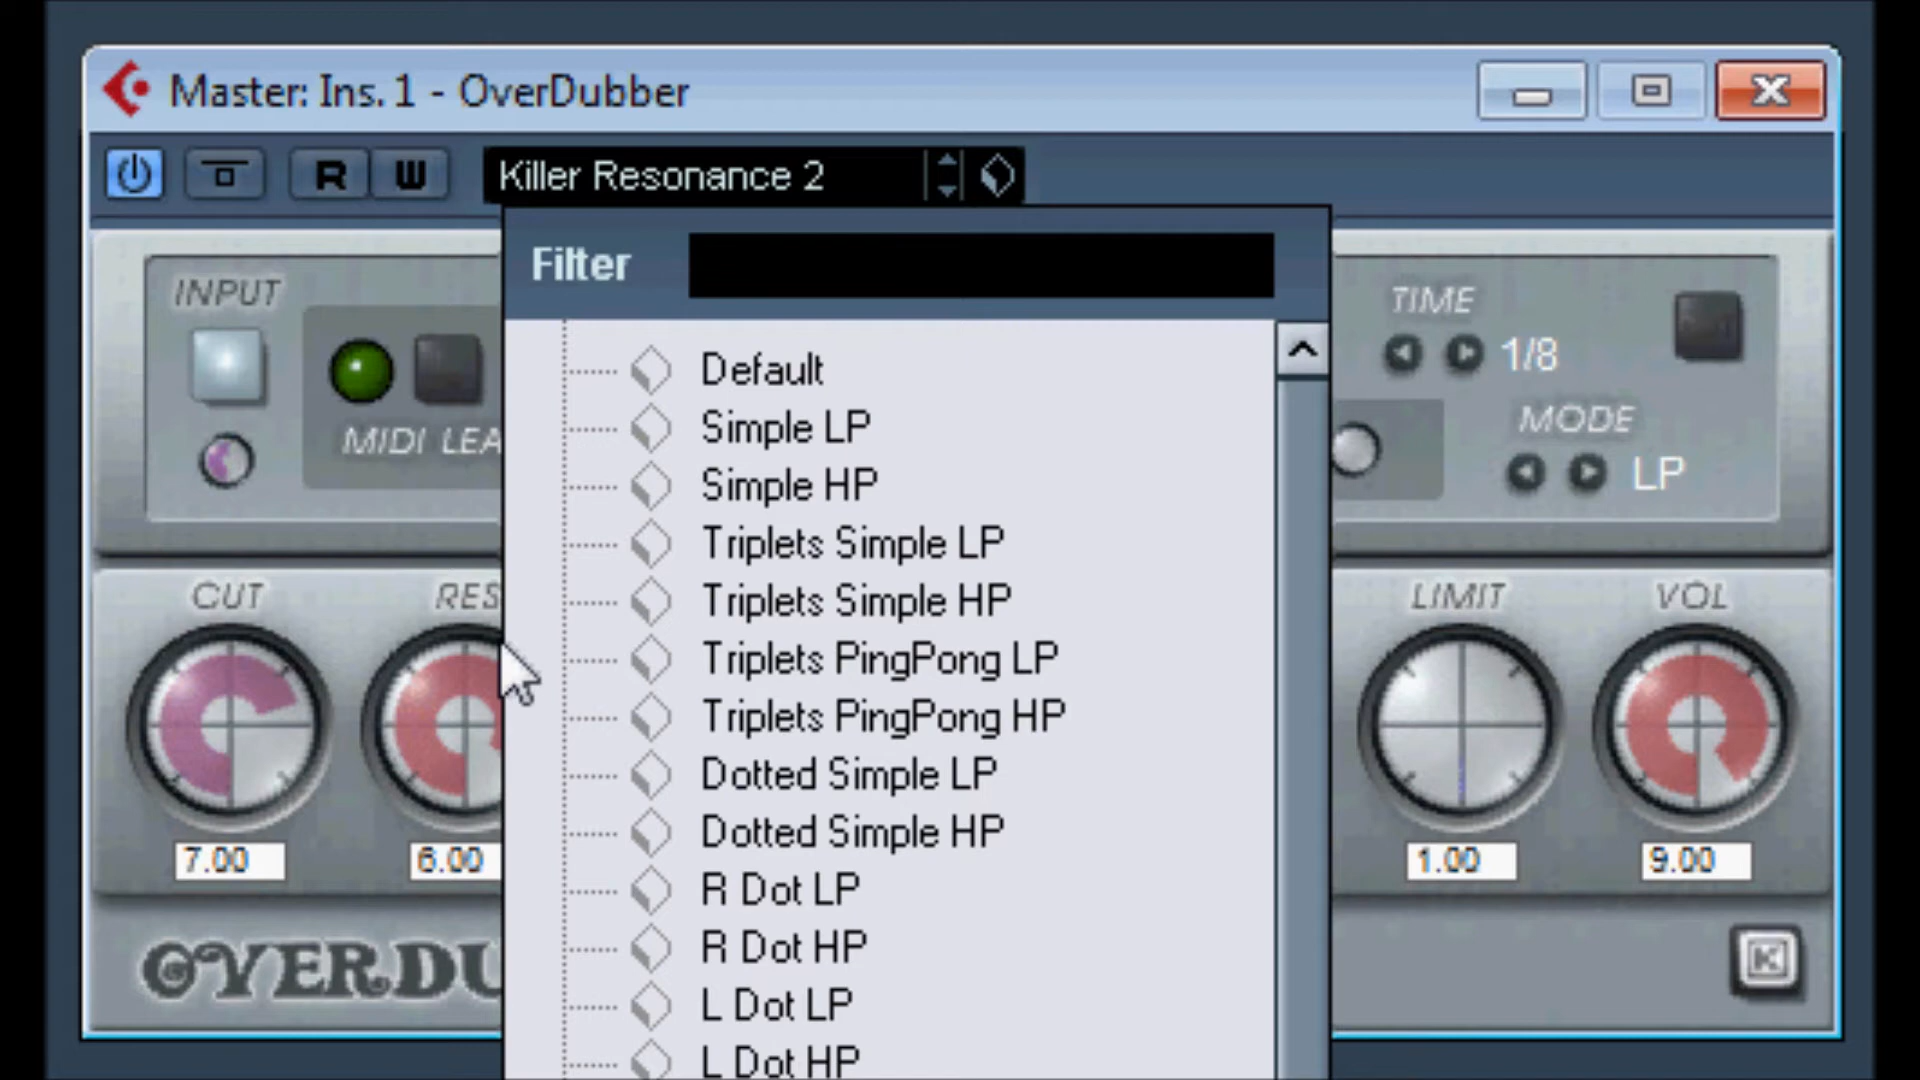 Master: Ins. 1 - OverDubber
R W Killer Resonance 2
Filter
INPUT
MIDI LEA
TIME
1/8
MODE
LP
Default
Simple LP
Simple HP
Triplets Simple LP
Triplets Simple HP
Triplets PingPong LP
Triplets PingPong HP
Dotted Simple LP
Dotted Simple HP
R Dot LP
R Dot HP
L Dot LP
L Dot HP
CUT RES LIMIT VOL
7.00 6.00 1.00 9.00
OVERDU
K